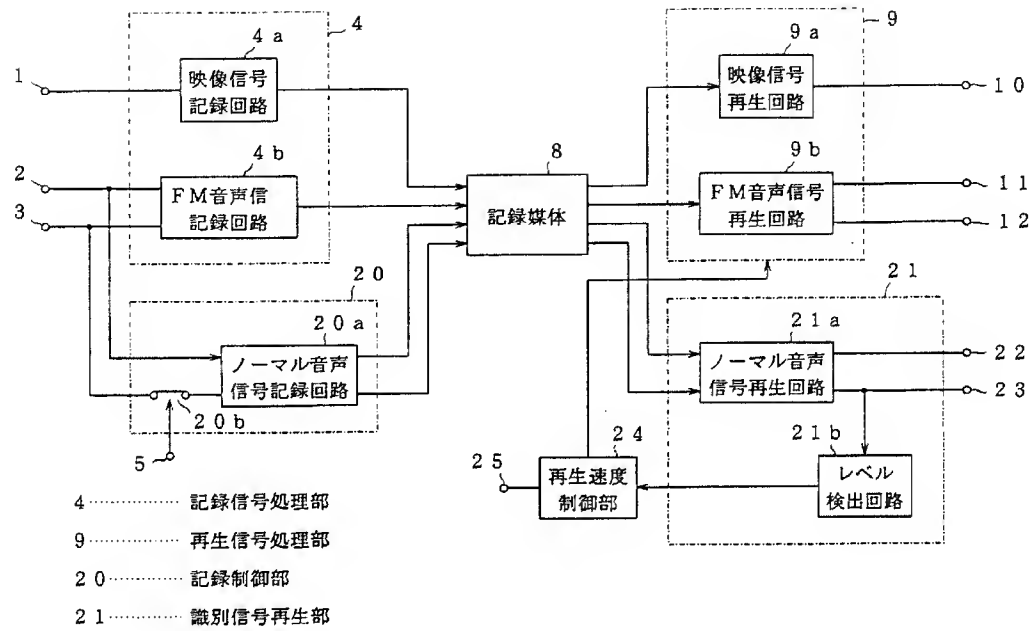 4
9
4a
9a
1
映像信号
記録回路
映像信号
再生回路
10
4b
8
9b
2
FM音声信
記録回路
記録媒体
FM音声信号
再生回路
11
3
12
20
21
20a
21a
ノーマル音声
信号記録回路
ノーマル音声
信号再生回路
22
23
20b
24
21b
5
25
再生速度
制御部
レベル
検出回路
4………… 記録信号処理部
9………… 再生信号処理部
20………… 記録制御部
21………… 識別信号再生部